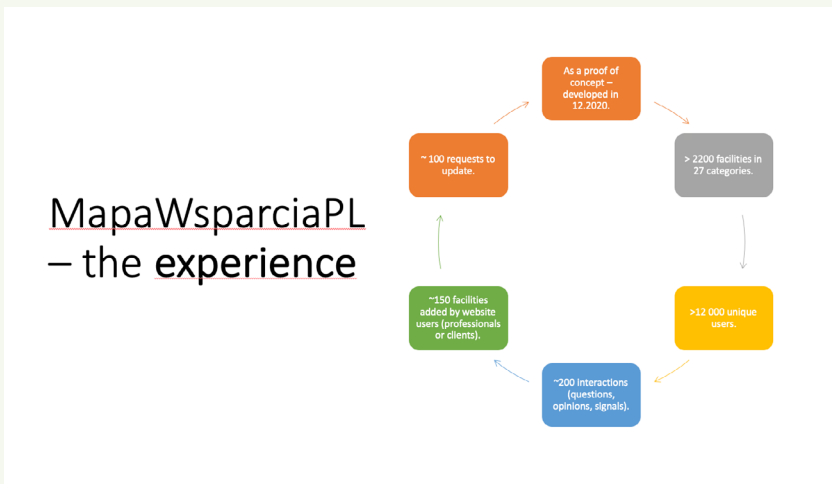 MapaWsparciaPL
– the experience
As a proof of
concept –
developed in
12.2020.
> 2200 facilities in
27 categories.
>12 000 unique
users.
~200 interactions
(questions,
opinions, signals).
~150 facilities
added by website
users (professionals
or clients).
~ 100 requests to
update.